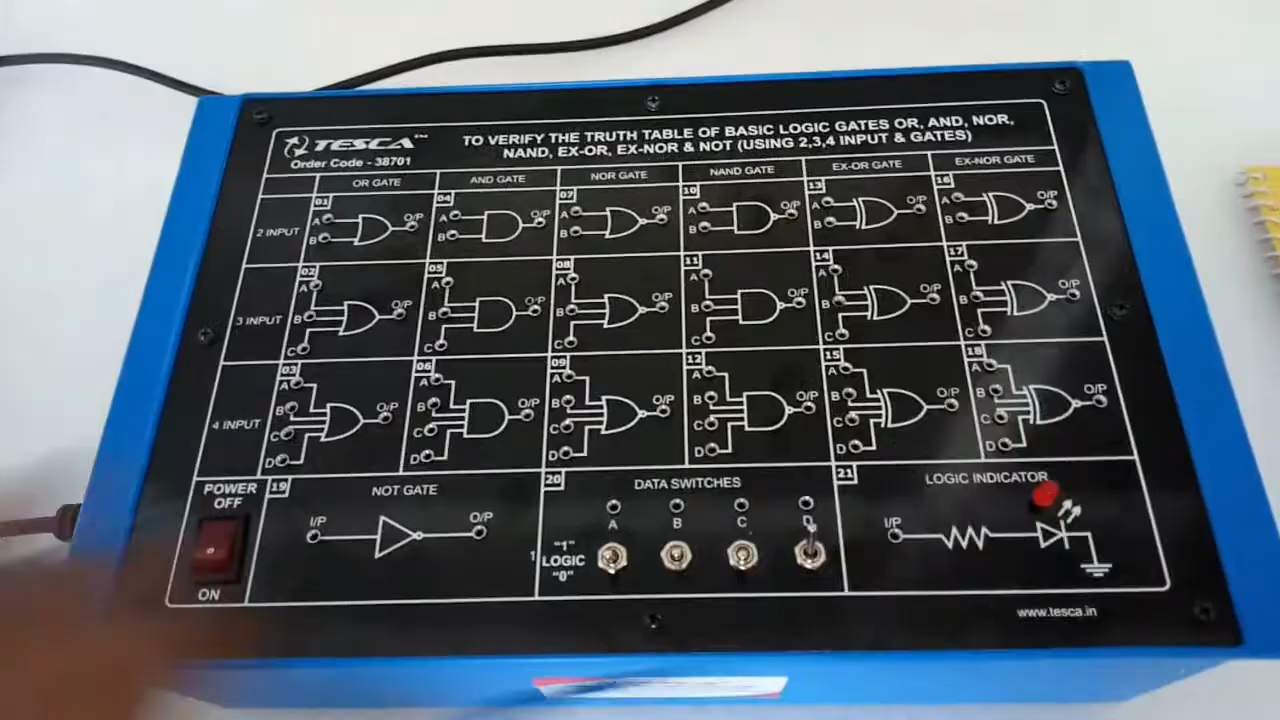 TESCA
Order Code - 38701
TO VERIFY THE TRUTH TABLE OF BASIC LOGIC GATES OR, AND, NOR,
NAND, EX-OR, EX-NOR & NOT (USING 2,3,4 INPUT & GATES)
OR GATE AND GATE NOR GATE NAND GATE EX-OR GATE EX-NOR GATE
2 INPUT
01 A B O/P
04 A B O/P
07 A B O/P
10 A B O/P
13 A B O/P
16 A B O/P
3 INPUT
02 A B C O/P
05 A B C O/P
08 A B C O/P
11 A B C O/P
14 A B C O/P
17 A B C O/P
4 INPUT
03 A B C D O/P
06 A B C D O/P
09 A B C D O/P
12 A B C D O/P
15 A B C D O/P
18 A B C D O/P
POWER
OFF
ON
19 NOT GATE
I/P O/P
20 DATA SWITCHES
A B C D
"1"
LOGIC
"0"
21 LOGIC INDICATOR
I/P
www.tesca.in